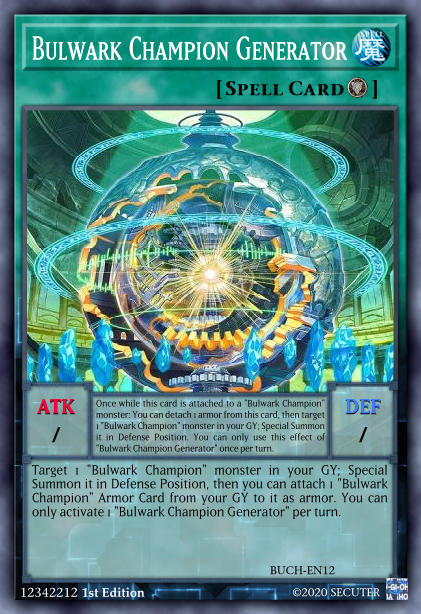 BULWARK CHAMPION GENERATOR
魔
[SPELL CARD]
ATK
/
Once while this card is attached to a "Bulwark Champion"
monster: You can detach 1 armor from this card, then target
1 "Bulwark Champion" monster in your GY; Special Summon
it in Defense Position. You can only use this effect of
"Bulwark Champion Generator" once per turn.
DEF
/
Target 1 "Bulwark Champion" monster in your GY; Special
Summon it in Defense Position, then you can attach 1 "Bulwark
Champion" Armor Card from your GY to it as armor. You can
only activate 1 "Bulwark Champion Generator" per turn.
BUCH-EN12
12342212 1st Edition
©2020 SECUTER